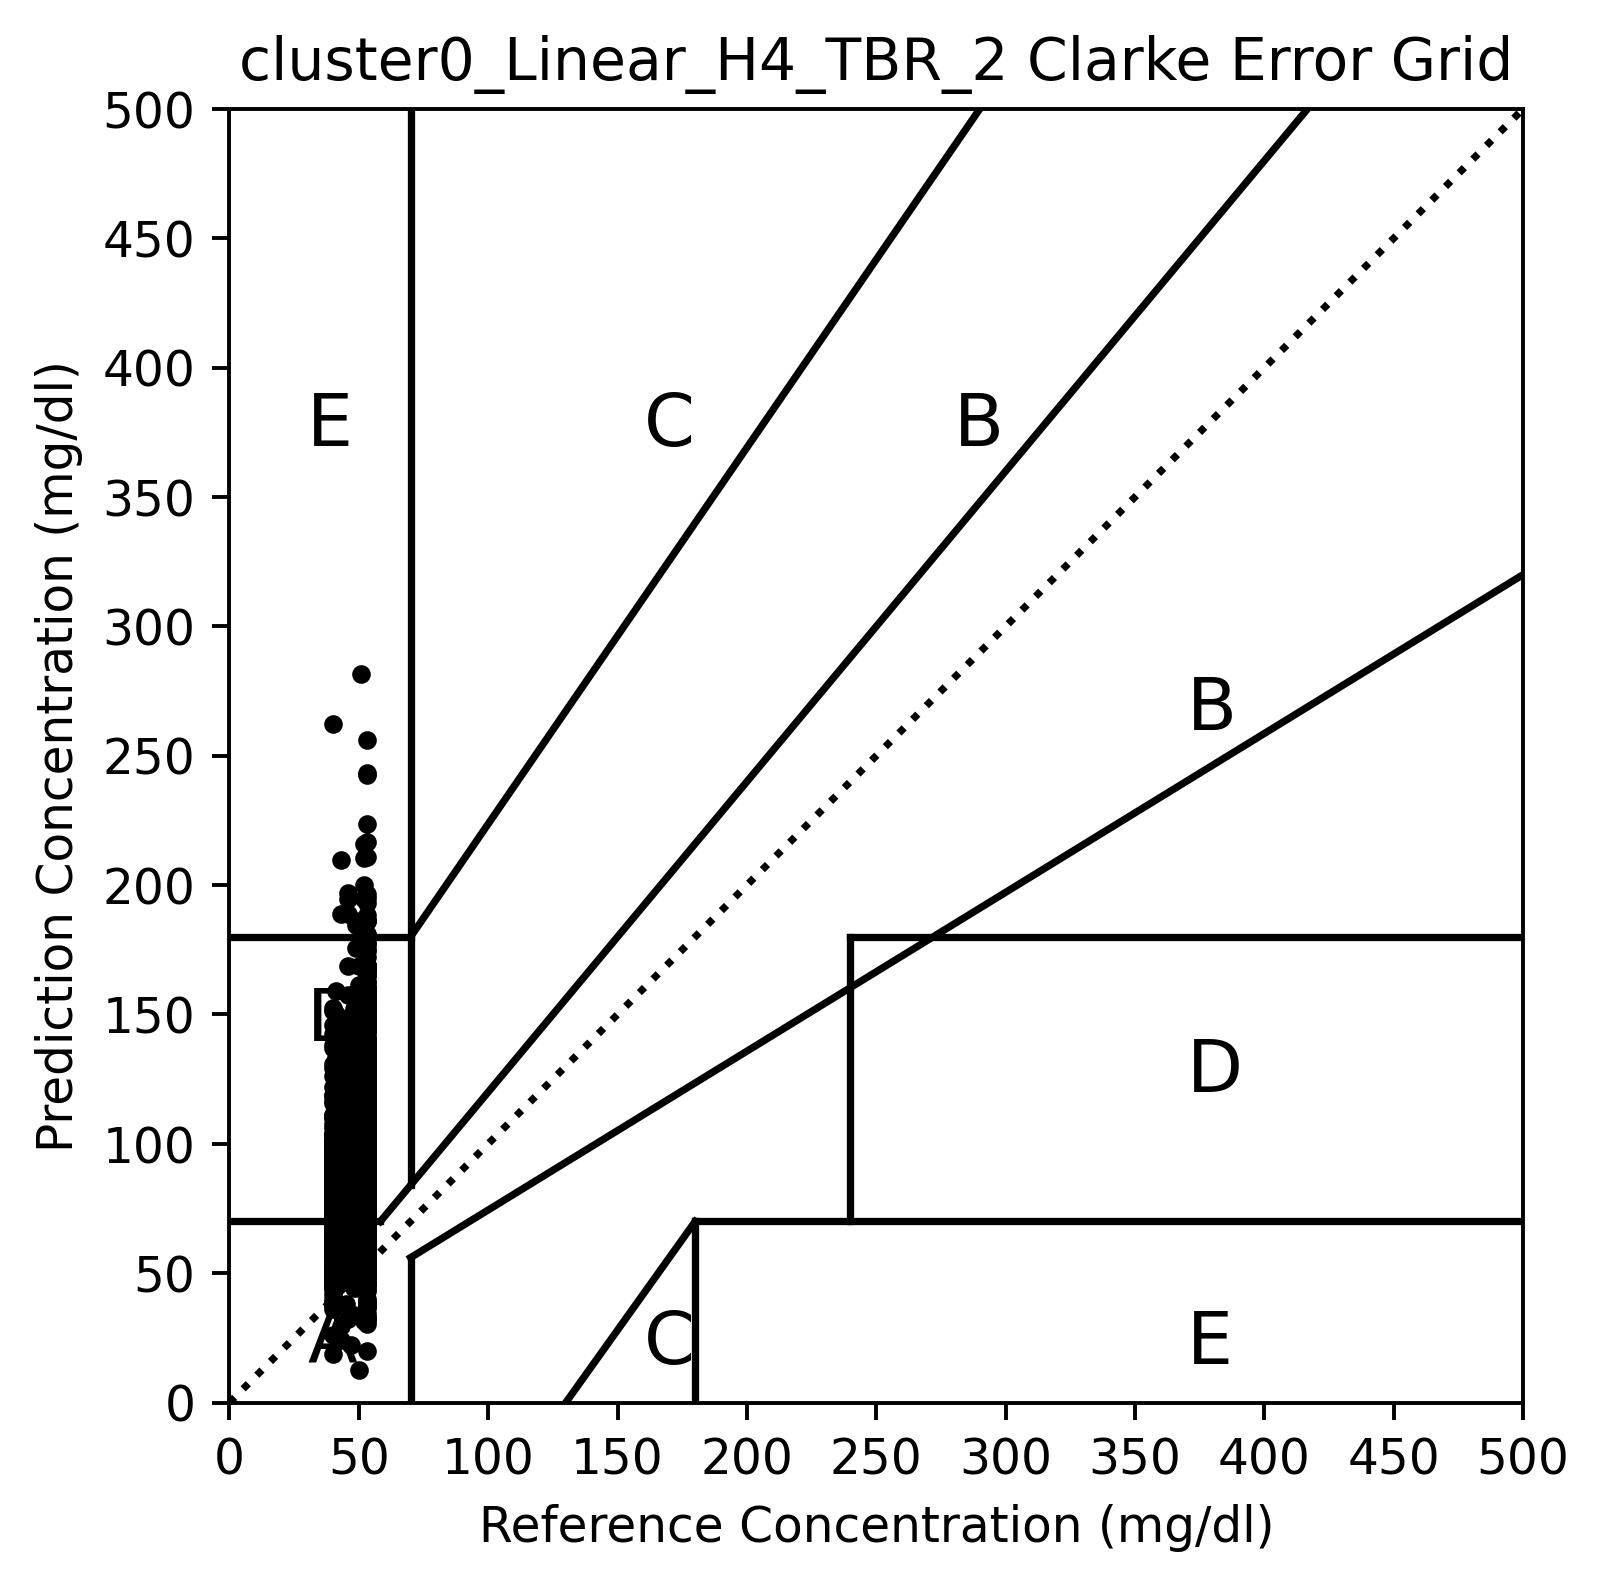 cluster0_Linear_H4_TBR_2 Clarke Error Grid
500
450
400
350
300
250
200
150
100
50
0
Prediction Concentration (mg/dl)
E
C
B
B
D
D
A
C
E
0 50 100 150 200 250 300 350 400 450 500
Reference Concentration (mg/dl)